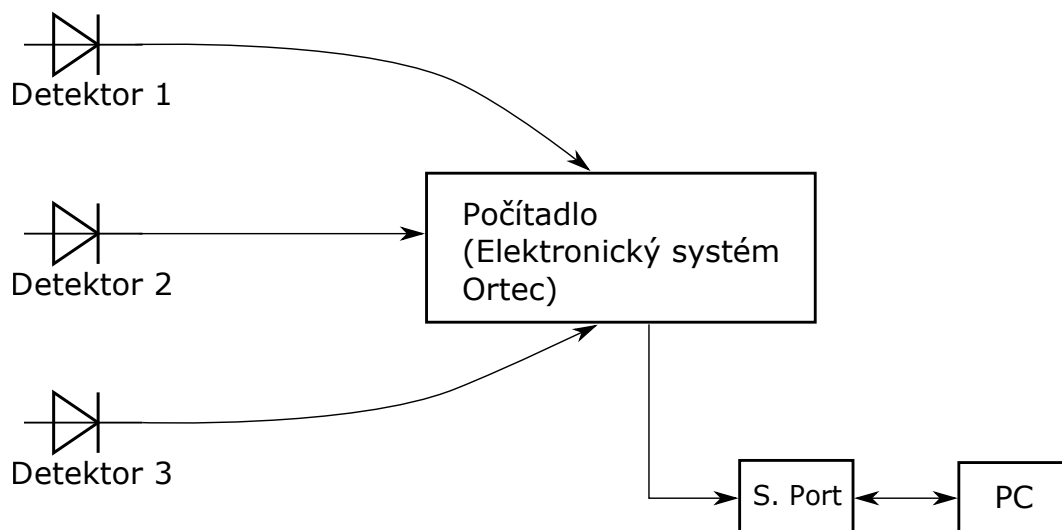 Detektor 1
Počítadlo
(Elektronický systém
Ortec)
Detektor 2
Detektor 3
S. Port
PC